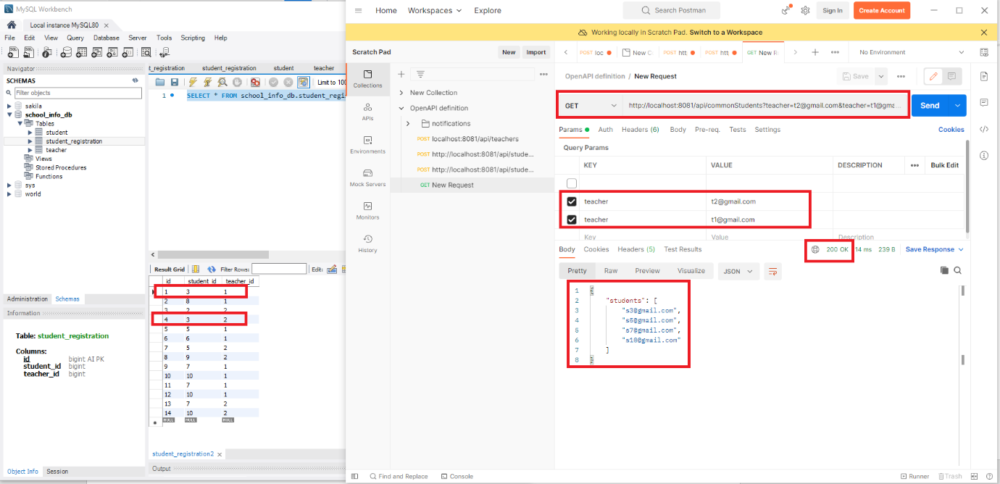 MySQL Workbench
Local instance MySQL80 ×
File Edit View Query Database Server Tools Scripting Help
Navigator
SCHEMAS
Filter objects
sakila
school_info_db
Tables
student
student_registration
teacher
Views
Stored Procedures
Functions
sys
world
Administration Schemas
Information
Table: student_registration
Columns:
id bigint AI PK
student_id bigint
teacher_id bigint
Object Info Session
t_registration student_registration student teacher
Limit to 100
1 SELECT * FROM school_info_db.student_regi
Result Grid Filter Rows: Edit:
id student_id teacher_id
1 3 1
2 8 1
3 2 2
4 3 2
5 5 1
6 6 1
7 5 2
8 9 2
9 7 1
10 10 1
11 7 1
12 10 1
13 7 2
14 10 2
NULL NULL NULL
student_registration2 ×
Output
Home Workspaces Explore
Search Postman
Sign In Create Account
Working locally in Scratch Pad. Switch to a Workspace
Scratch Pad New Import
POST loc New C POST htt POST htt GET New R No Environment
Collections
APIs
Environments
Mock Servers
Monitors
History
New Collection
OpenAPI definition
notifications
POST localhost:8081/api/teachers
POST http://localhost:8081/api/stude...
POST http://localhost:8081/api/stude...
GET New Request
OpenAPI definition / New Request
Save
GET http://localhost:8081/api/commonStudents?teacher=t2@gmail.com&teacher=t1@gma... Send
Params Auth Headers (6) Body Pre-req. Tests Settings Cookies
Query Params
KEY VALUE DESCRIPTION Bulk Edit
teacher t2@gmail.com
teacher t1@gmail.com
Key Value Description
Body Cookies Headers (5) Test Results 200 OK 14 ms 239 B Save Response
Pretty Raw Preview Visualize JSON
1 {
2 "students": [
3 "s3@gmail.com",
4 "s5@gmail.com",
5 "s7@gmail.com",
6 "s10@gmail.com"
7 ]
8 }
Find and Replace Console Runner Trash